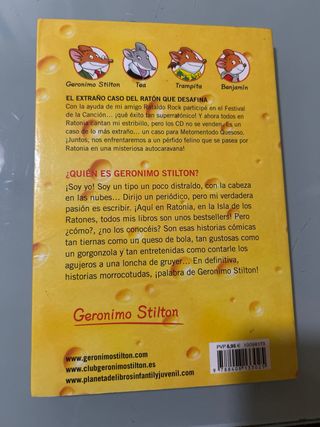 Geronimo Stilton
Tea
Trampita
Benjamín
EL EXTRAÑO CASO DEL RATÓN QUE DESAFINA
Con la ayuda de mi amigo Rataldo Rock participé en el Festival
de la Canción... ¡qué éxito tan superratónico! Y ahora todos en
Ratonia cantan mi estribillo, pero los CD no se venden. Es un
caso de lo más extraño... un caso para Metomentodo Quesoso.
¡Juntos, nos enfrentaremos a un pérfido felino que se pasea por
Ratonia en una misteriosa autocaravana!
¿QUIÉN ES GERONIMO STILTON?
¡Soy yo! Soy un tipo un poco distraído, con la cabeza
en las nubes... Dirijo un periódico, pero mi verdadera
pasión es escribir. ¡Aquí en Ratonia, en la Isla de los
Ratones, todos mis libros son unos bestsellers! Pero
¿cómo?, ¿no los conocéis? Son esas historias cómicas
tan tiernas como un queso de bola, tan gustosas como
un gorgonzola y tan entretenidas como contarle los
agujeros a una loncha de gruyer... En definitiva,
historias morrocotudas, ¡palabra de Geronimo Stilton!
Geronimo Stilton
www.geronimostilton.com
www.clubgeronimostilton.es
www.planetadelibrosinfantilyjuvenil.com
PVP 8,95 €